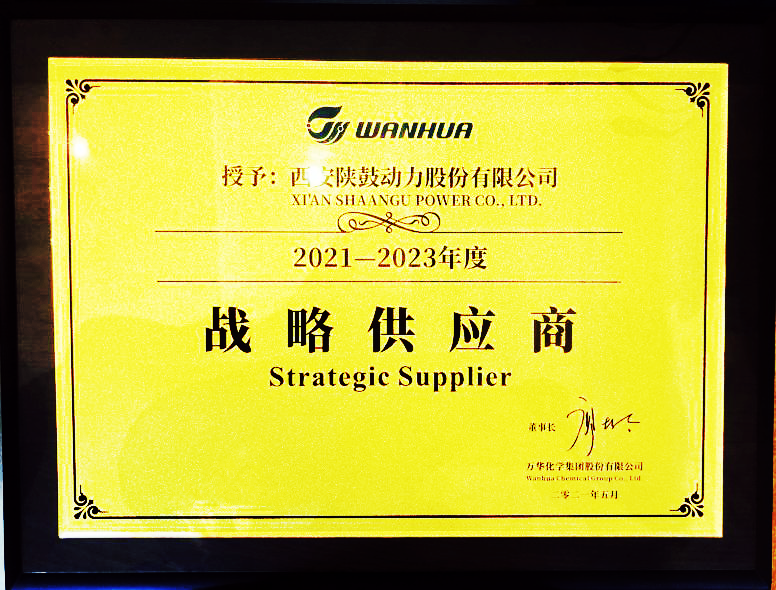 WANHUA
授予：西安陕鼓动力股份有限公司
XI'AN SHAANGU POWER CO., LTD.
2021—2023年度
战略供应商
Strategic Supplier
董事长
万华化学集团股份有限公司
Wanhua Chemical Group Co., Ltd.
二零二一年五月